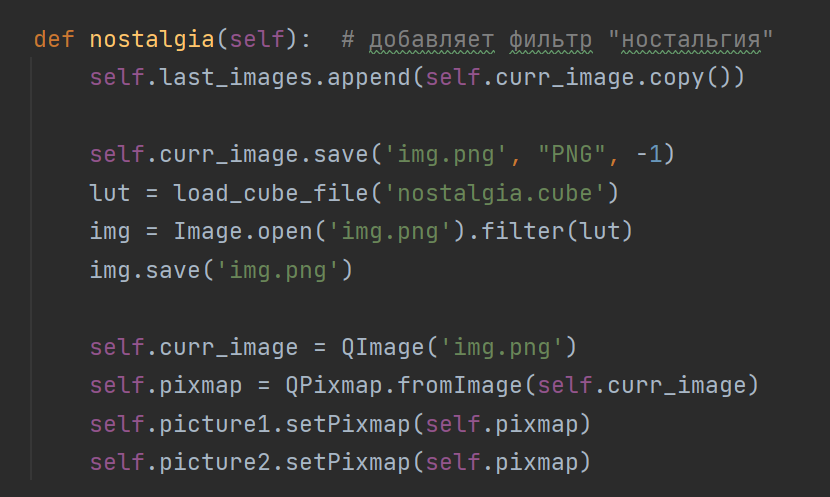 def nostalgia(self):  # добавляет фильтр "ностальгия"
    self.last_images.append(self.curr_image.copy())

    self.curr_image.save('img.png', "PNG", -1)
    lut = load_cube_file('nostalgia.cube')
    img = Image.open('img.png').filter(lut)
    img.save('img.png')

    self.curr_image = QImage('img.png')
    self.pixmap = QPixmap.fromImage(self.curr_image)
    self.picture1.setPixmap(self.pixmap)
    self.picture2.setPixmap(self.pixmap)